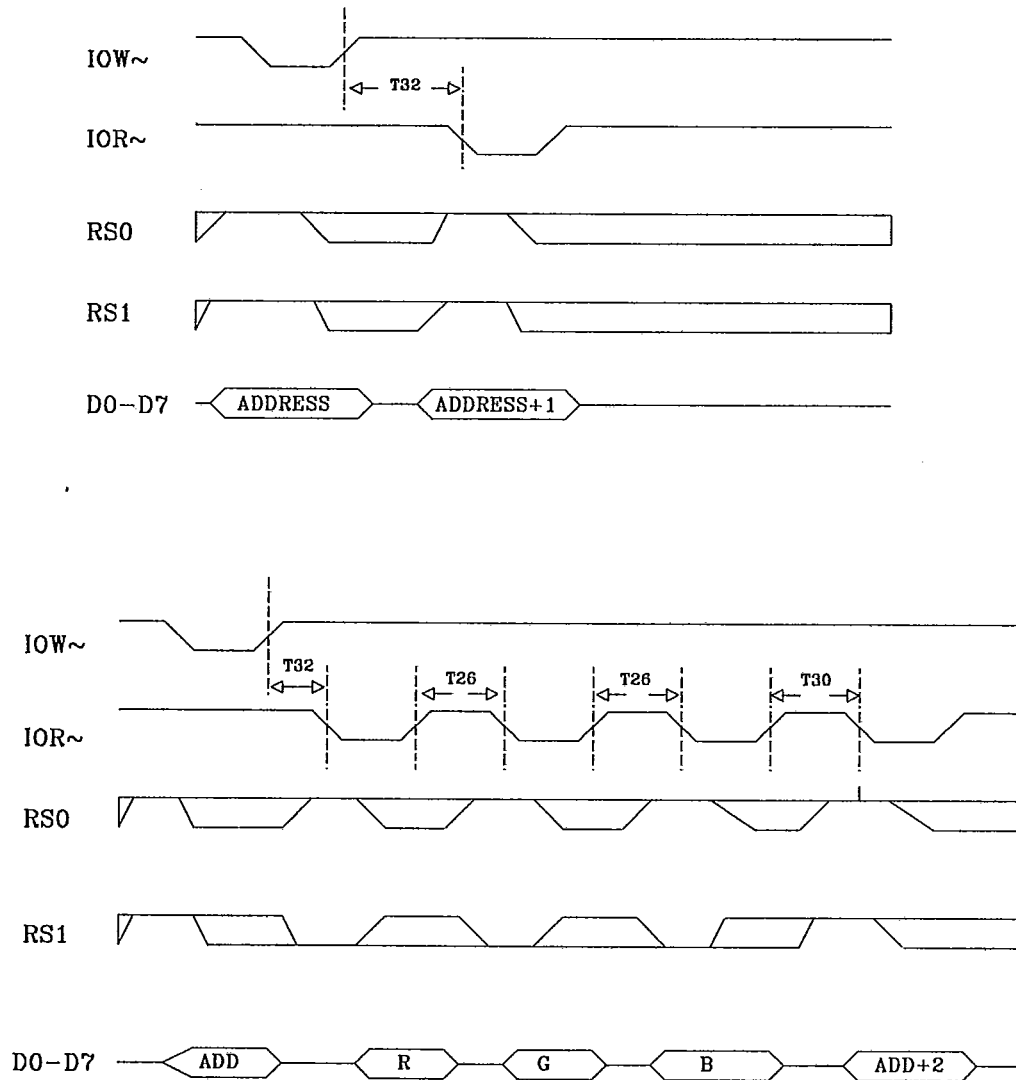 IOW~
T32
IOR~
RS0
RS1
D0-D7 ADDRESS ADDRESS+1
IOW~
T32 T26 T26 T30
IOR~
RS0
RS1
D0-D7 ADD R G B ADD+2